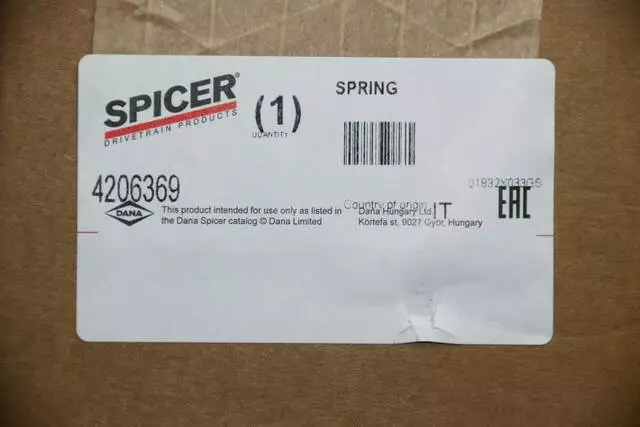 SPICER®
DRIVETRAIN PRODUCTS
(1)
QUANTITY
SPRING
4206369
DANA
This product intended for use only as listed in
the Dana Spicer catalog © Dana Limited
Country of origin IT
Dana Hungary Ltd.
Körtefa st, 9027 Győr, Hungary
01832X033GS
EAC